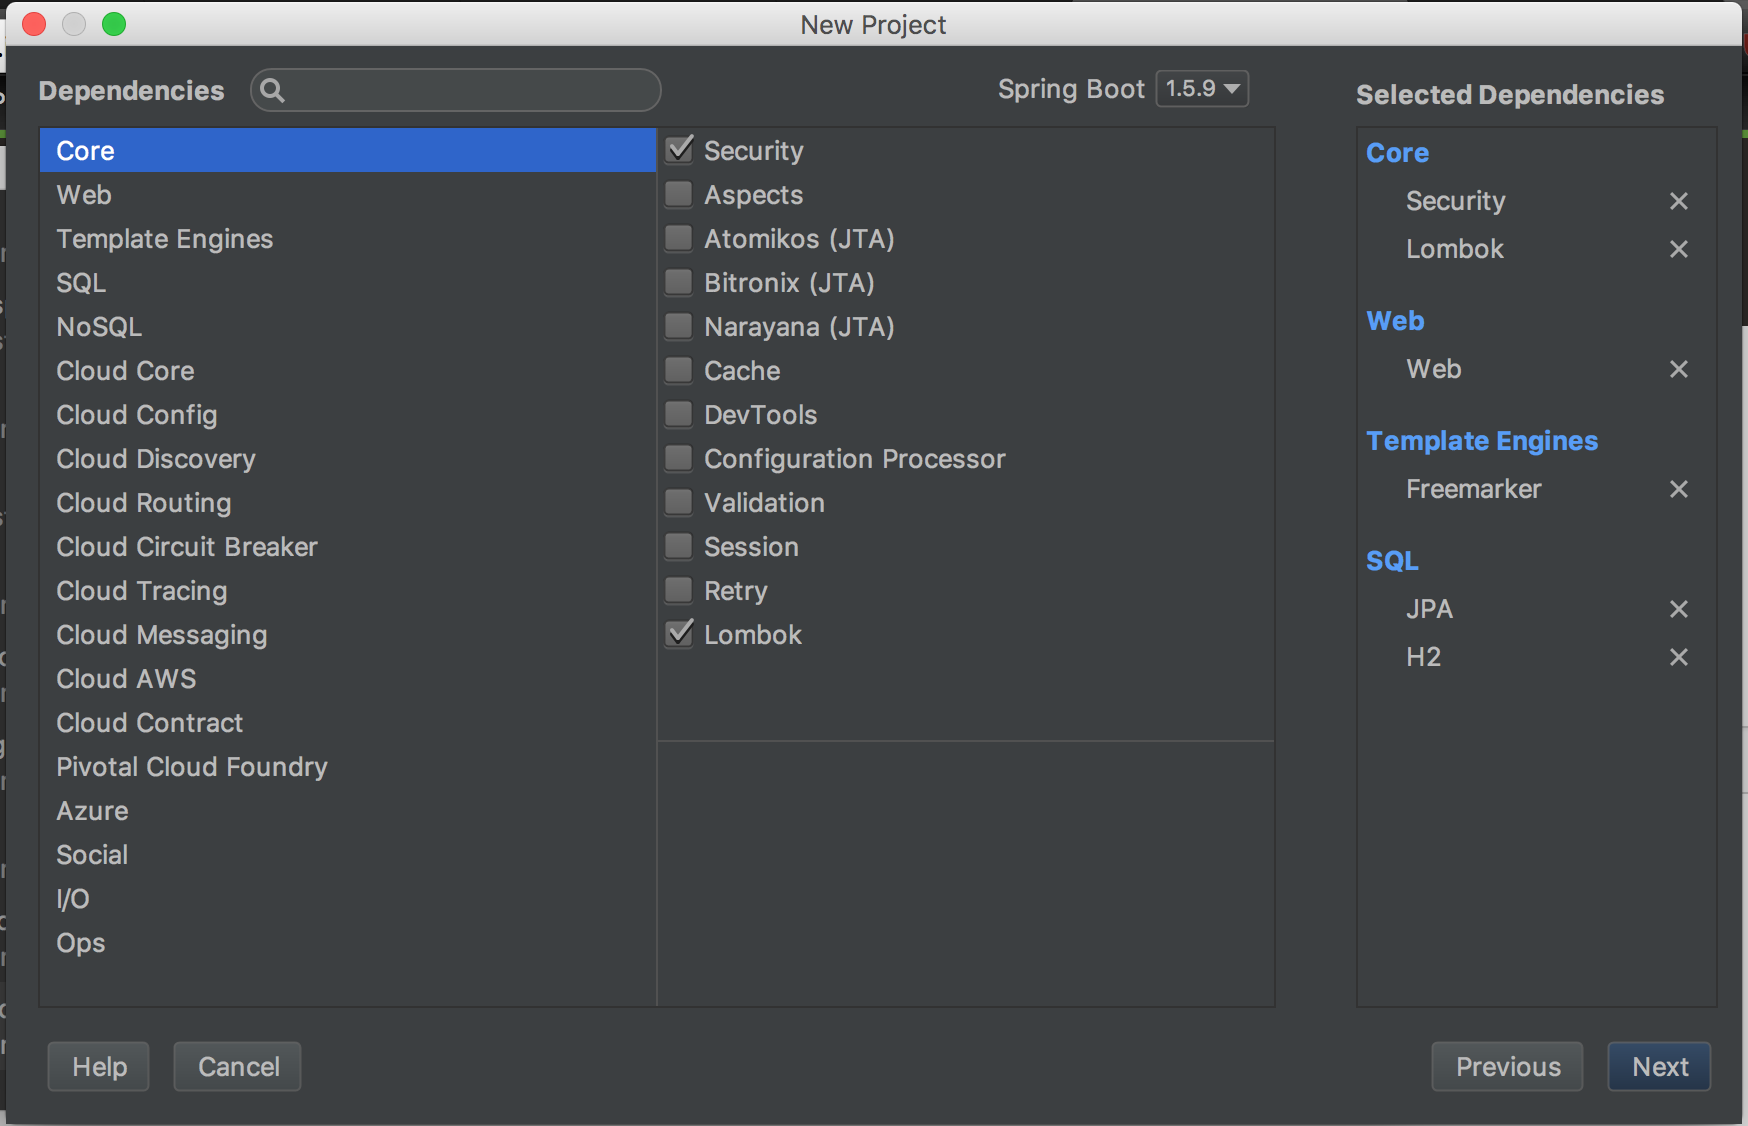 New Project
Dependencies
Spring Boot 1.5.9
Core
Web
Template Engines
SQL
NoSQL
Cloud Core
Cloud Config
Cloud Discovery
Cloud Routing
Cloud Circuit Breaker
Cloud Tracing
Cloud Messaging
Cloud AWS
Cloud Contract
Pivotal Cloud Foundry
Azure
Social
I/O
Ops
Security
Aspects
Atomikos (JTA)
Bitronix (JTA)
Narayana (JTA)
Cache
DevTools
Configuration Processor
Validation
Session
Retry
Lombok
Selected Dependencies
Core
Security
Lombok
Web
Web
Template Engines
Freemarker
SQL
JPA
H2
Help
Cancel
Previous
Next